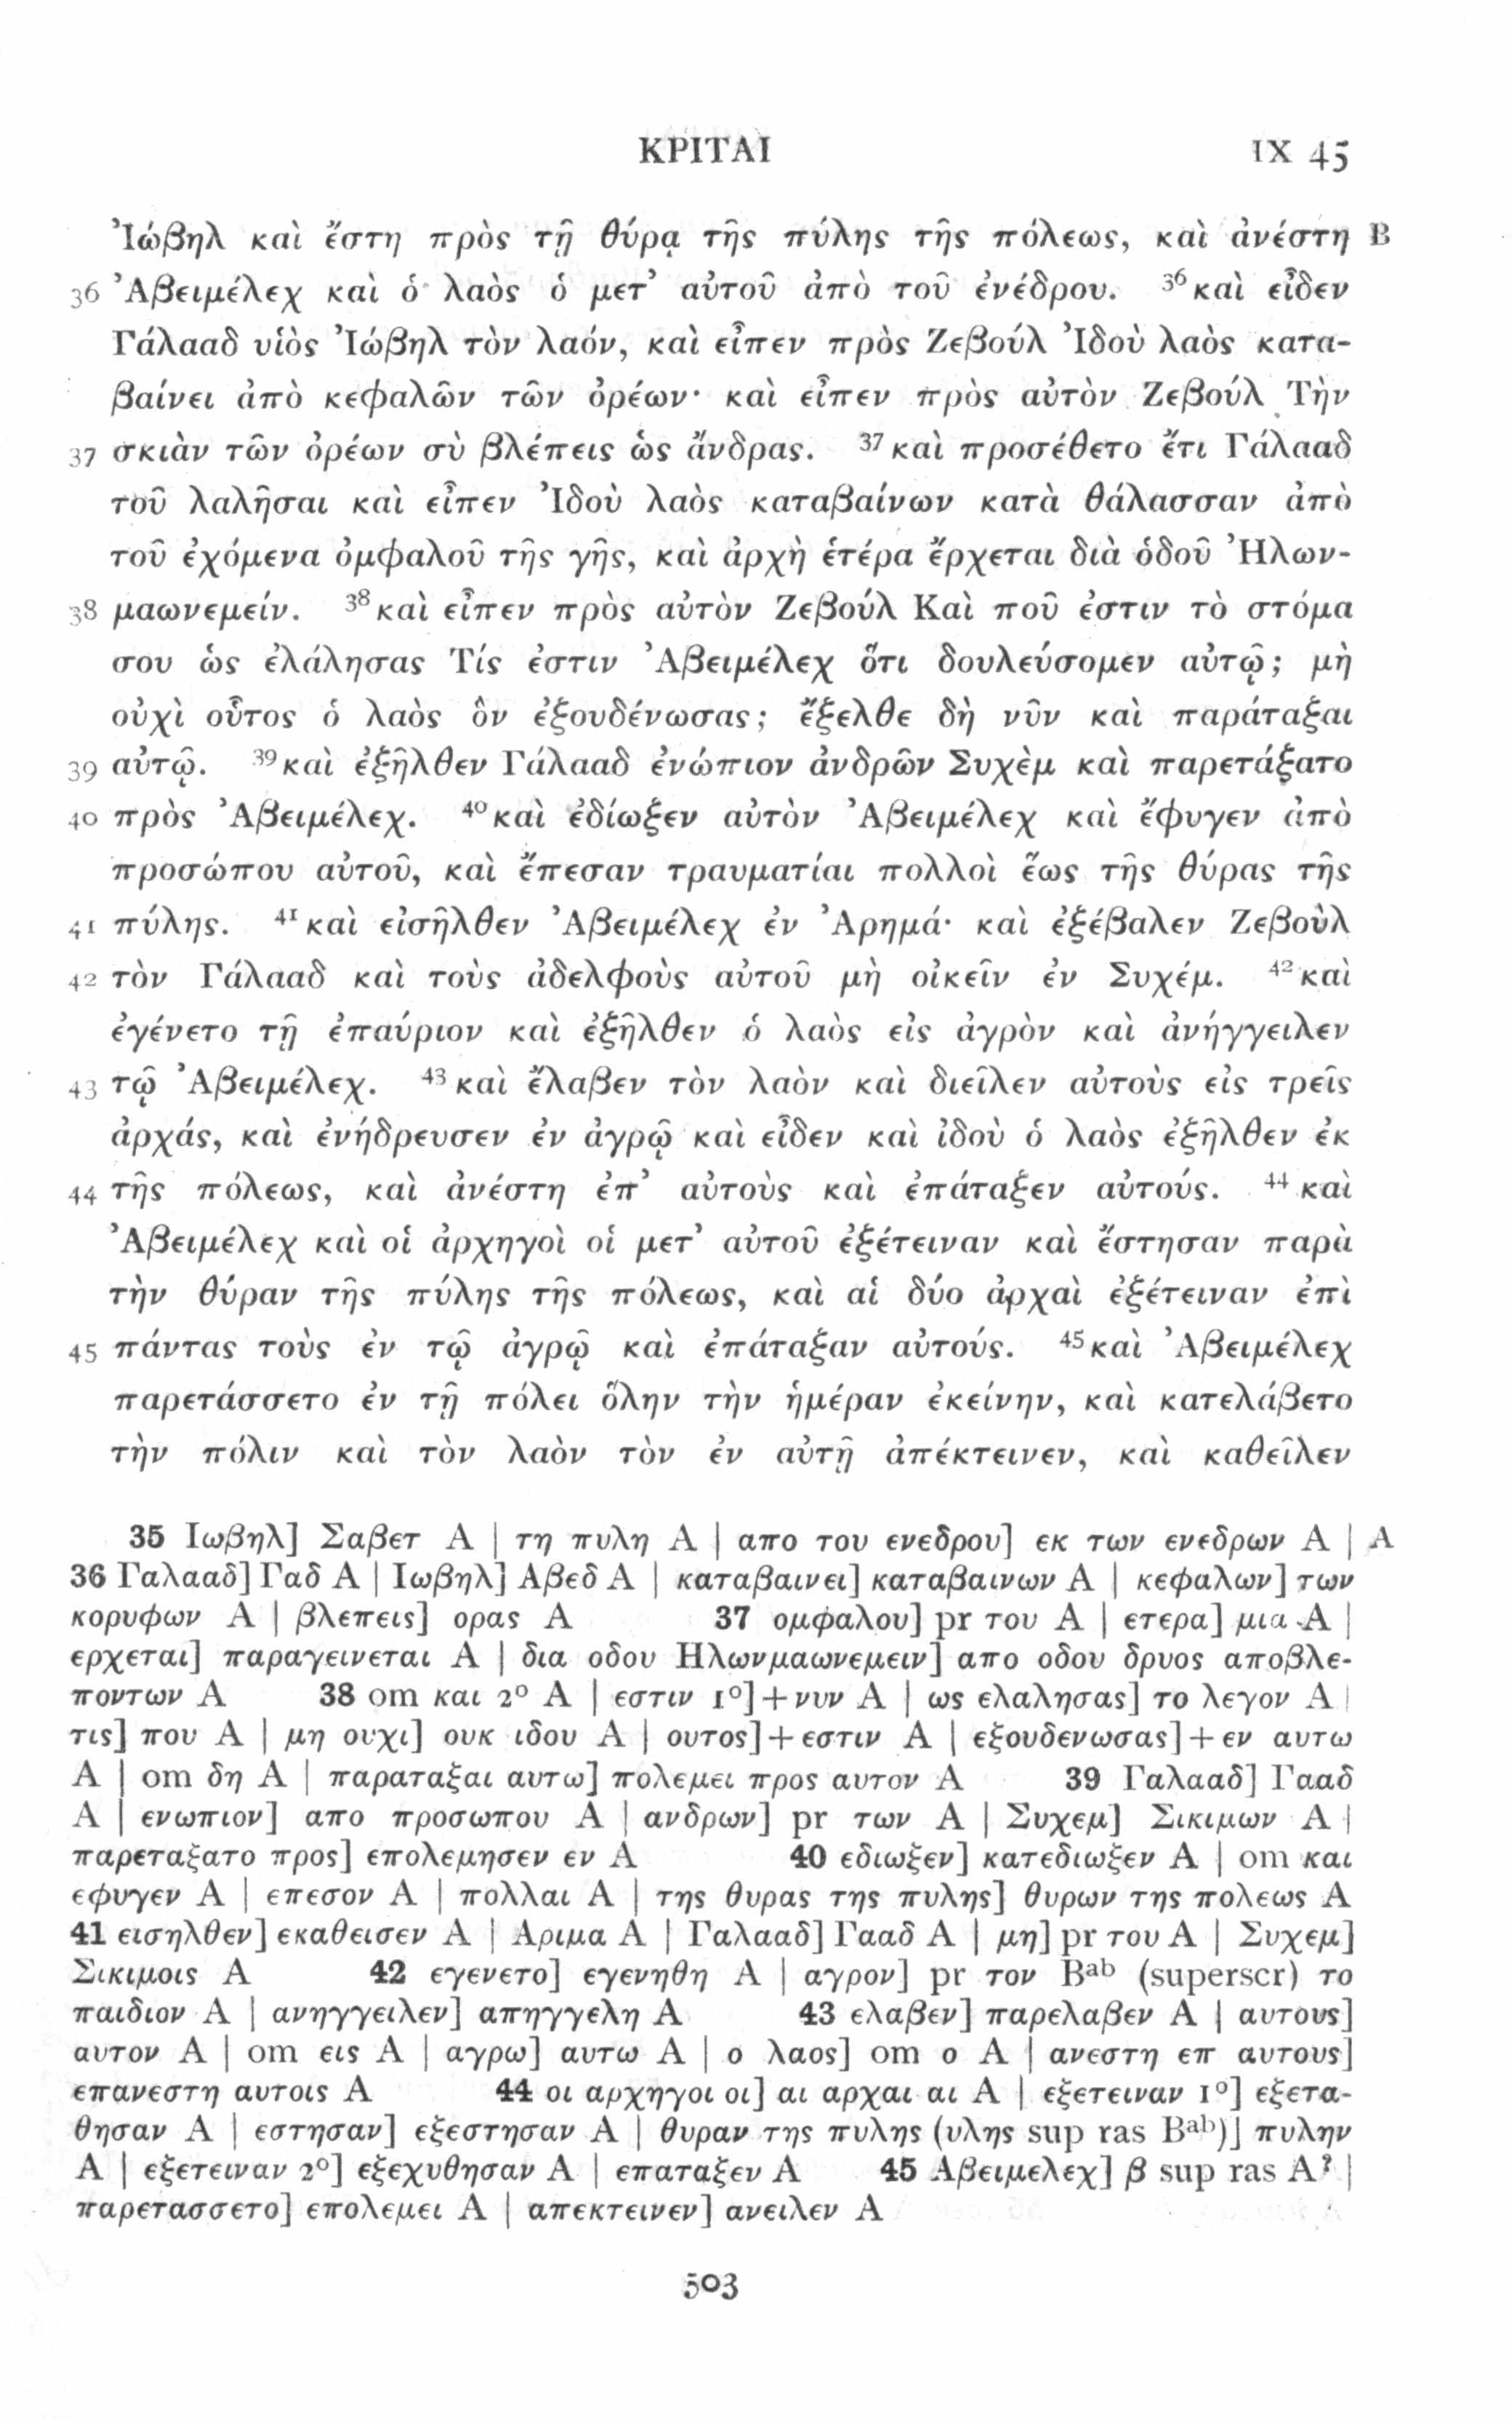 ΚΡΙΤΑΙ IX 45
Ἰώβηλ καὶ ἔστη πρὸς τῇ θύρᾳ τῆς πύλης τῆς πόλεως, καὶ ἀνέστη B
36 Ἀβειμέλεχ καὶ ὁ λαὸς ὁ μετ’ αὐτοῦ ἀπὸ τοῦ ἐνέδρου. ³⁶καὶ εἶδεν
Γάλααδ υἱὸς Ἰώβηλ τὸν λαόν, καὶ εἶπεν πρὸς Ζεβούλ Ἰδοὺ λαὸς κατα-
βαίνει ἀπὸ κεφαλῶν τῶν ὀρέων· καὶ εἶπεν πρὸς αὐτὸν Ζεβούλ Τὴν
37 σκιὰν τῶν ὀρέων σὺ βλέπεις ὡς ἄνδρας. ³⁷καὶ προσέθετο ἔτι Γάλααδ
τοῦ λαλῆσαι καὶ εἶπεν Ἰδοὺ λαὸς καταβαίνων κατὰ θάλασσαν ἀπὸ
τοῦ ἐχόμενα ὀμφαλοῦ τῆς γῆς, καὶ ἀρχὴ ἑτέρα ἔρχεται διὰ ὁδοῦ Ἠλων-
38 μαωνεμείν. ³⁸καὶ εἶπεν πρὸς αὐτὸν Ζεβούλ Καὶ ποῦ ἐστιν τὸ στόμα
σου ὡς ἐλάλησας Τίς ἐστιν Ἀβειμέλεχ ὅτι δουλεύσομεν αὐτῷ; μὴ
οὐχὶ οὗτος ὁ λαὸς ὃν ἐξουδένωσας; ἔξελθε δὴ νῦν καὶ παράταξαι
39 αὐτῷ. ³⁹καὶ ἐξῆλθεν Γάλααδ ἐνώπιον ἀνδρῶν Συχὲμ καὶ παρετάξατο
40 πρὸς Ἀβειμέλεχ. ⁴⁰καὶ ἐδίωξεν αὐτὸν Ἀβειμέλεχ καὶ ἔφυγεν ἀπὸ
προσώπου αὐτοῦ, καὶ ἔπεσαν τραυματίαι πολλοὶ ἕως τῆς θύρας τῆς
41 πύλης. ⁴¹καὶ εἰσῆλθεν Ἀβειμέλεχ ἐν Ἀρημά· καὶ ἐξέβαλεν Ζεβοὺλ
42 τὸν Γάλααδ καὶ τοὺς ἀδελφοὺς αὐτοῦ μὴ οἰκεῖν ἐν Συχέμ. ⁴²καὶ
ἐγένετο τῇ ἐπαύριον καὶ ἐξῆλθεν ὁ λαὸς εἰς ἀγρὸν καὶ ἀνήγγειλεν
43 τῷ Ἀβειμέλεχ. ⁴³καὶ ἔλαβεν τὸν λαὸν καὶ διεῖλεν αὐτοὺς εἰς τρεῖς
ἀρχάς, καὶ ἐνήδρευσεν ἐν ἀγρῷ καὶ εἶδεν καὶ ἰδοὺ ὁ λαὸς ἐξῆλθεν ἐκ
44 τῆς πόλεως, καὶ ἀνέστη ἐπ’ αὐτοὺς καὶ ἐπάταξεν αὐτούς. ⁴⁴καὶ
Ἀβειμέλεχ καὶ οἱ ἀρχηγοὶ οἱ μετ’ αὐτοῦ ἐξέτειναν καὶ ἔστησαν παρὰ
τὴν θύραν τῆς πύλης τῆς πόλεως, καὶ αἱ δύο ἀρχαὶ ἐξέτειναν ἐπὶ
45 πάντας τοὺς ἐν τῷ ἀγρῷ καὶ ἐπάταξαν αὐτούς. ⁴⁵καὶ Ἀβειμέλεχ
παρετάσσετο ἐν τῇ πόλει ὅλην τὴν ἡμέραν ἐκείνην, καὶ κατελάβετο
τὴν πόλιν καὶ τὸν λαὸν τὸν ἐν αὐτῇ ἀπέκτεινεν, καὶ καθεῖλεν
35 Ιωβηλ] Σαβετ A | τη πυλη A | απο του ενεδρου] εκ των ενεδρων A | A
36 Γαλααδ] Γαδ A | Ιωβηλ] Αβεδ A | καταβαινει] καταβαινων A | κεφαλων] των
κορυφων A | βλεπεις] ορας A 37 ομφαλου] pr του A | ετερα] μια A |
ερχεται] παραγεινεται A | δια οδου Ηλωνμαωνεμειν] απο οδου δρυος αποβλε-
ποντων A 38 om και 2° A | εστιν 1°]+νυν A | ως ελαλησας] το λεγον A |
τις] που A | μη ουχι] ουκ ιδου A | ουτος]+εστιν A | εξουδενωσας]+εν αυτω
A | om δη A | παραταξαι αυτω] πολεμει προς αυτον A 39 Γαλααδ] Γααδ
A | ενωπιον] απο προσωπου A | ανδρων] pr των A | Συχεμ] Σικιμων A |
παρεταξατο προς] επολεμησεν εν A 40 εδιωξεν] κατεδιωξεν A | om και
εφυγεν A | επεσον A | πολλαι A | της θυρας της πυλης] θυρων της πολεως A
41 εισηλθεν] εκαθεισεν A | Αριμα A | Γαλααδ] Γααδ A | μη] pr του A | Συχεμ]
Σικιμοις A 42 εγενετο] εγενηθη A | αγρον] pr τον Bᵃᵇ (superscr) το
παιδιον A | ανηγγειλεν] απηγγελη A 43 ελαβεν] παρελαβεν A | αυτους]
αυτον A | om εις A | αγρω] αυτω A | ο λαος] om ο A | ανεστη επ αυτους]
επανεστη αυτοις A 44 οι αρχηγοι οι] αι αρχαι αι A | εξετειναν 1°] εξετα-
θησαν A | εστησαν] εξεστησαν A | θυραν της πυλης (υλης sup ras Bᵃᵇ)] πυλην
A | εξετειναν 2°] εξεχυθησαν A | επαταξεν A 45 Αβειμελεχ] β sup ras A? |
παρετασσετο] επολεμει A | απεκτεινεν] ανειλεν A
503